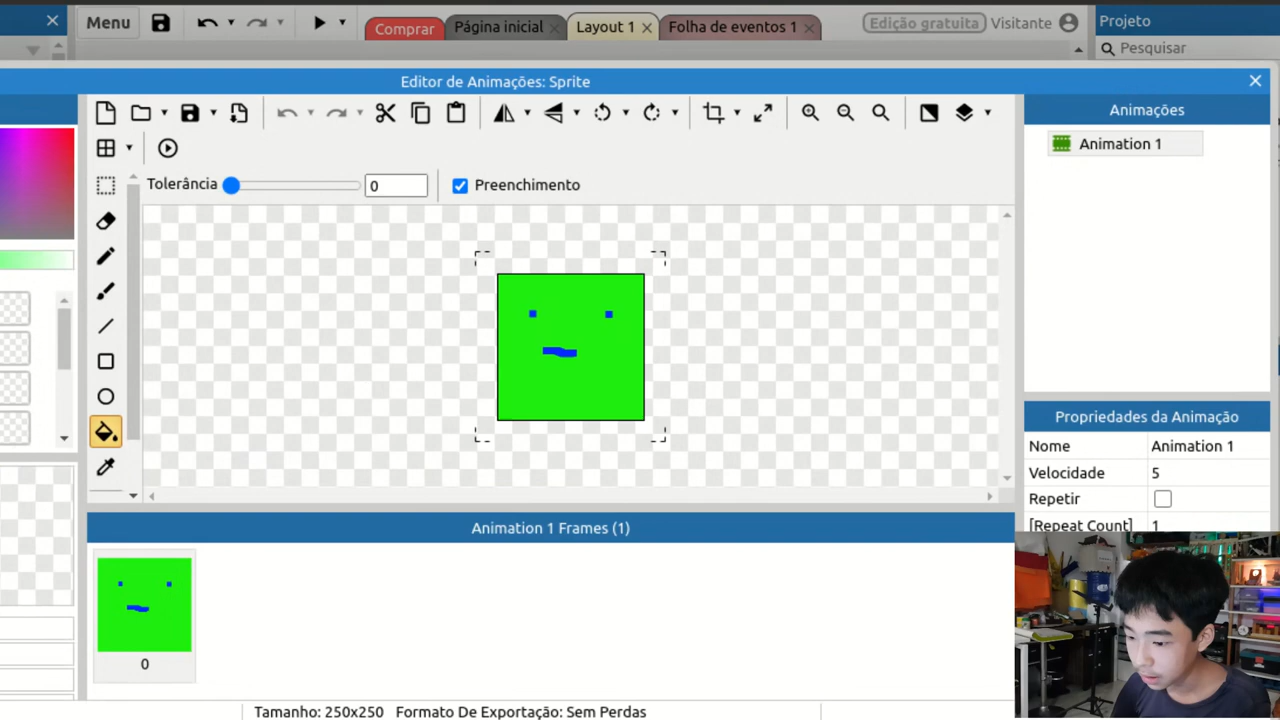 Menu
Comprar
Página inicial
Layout 1
Folha de eventos 1
Edição gratuita
Visitante
Projeto
Pesquisar
Editor de Animações: Sprite
Animações
Animation 1
Tolerância
0
Preenchimento
Propriedades da Animação
Nome Animation 1
Velocidade 5
Repetir
[Repeat Count] 1
Animation 1 Frames (1)
0
Tamanho: 250x250 Formato De Exportação: Sem Perdas